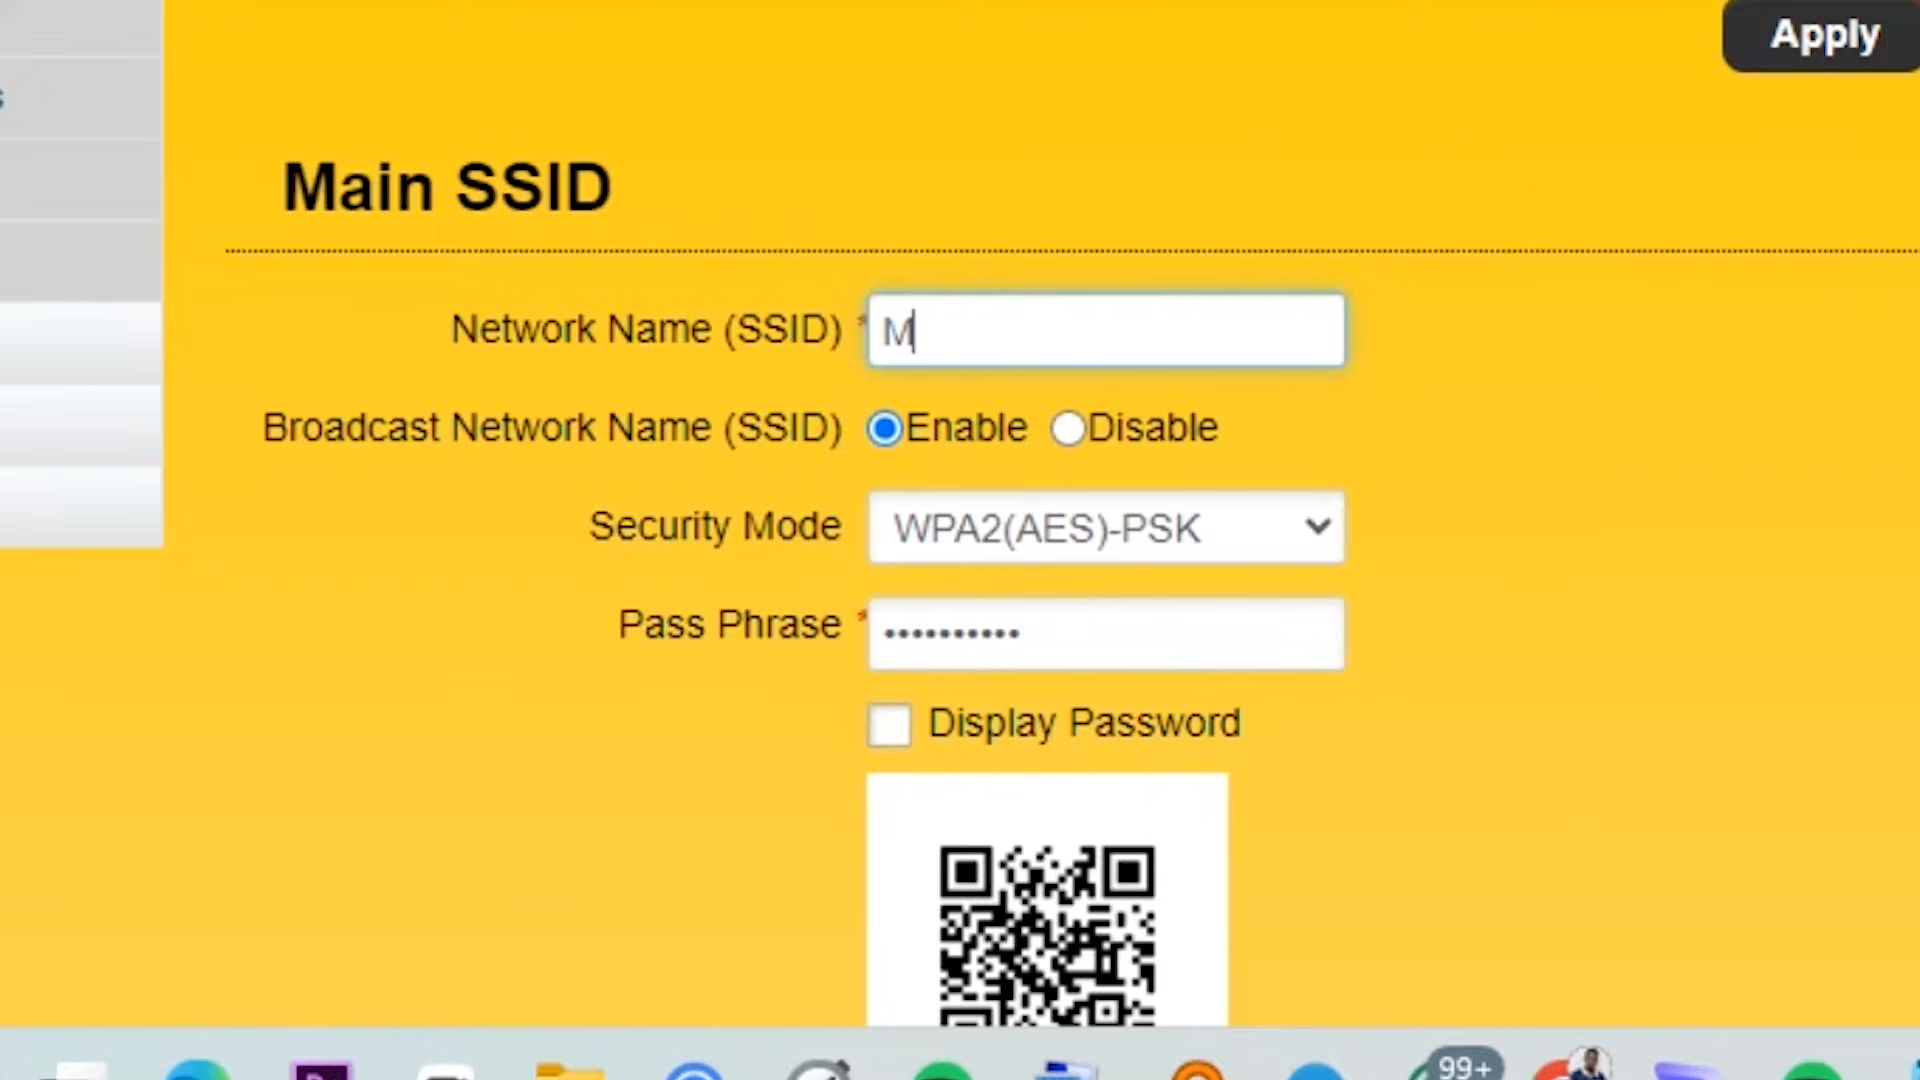 Apply
s
Main SSID
Network Name (SSID) * M
Broadcast Network Name (SSID) Enable Disable
Security Mode WPA2(AES)-PSK
Pass Phrase * ••••••••••
Display Password
99+